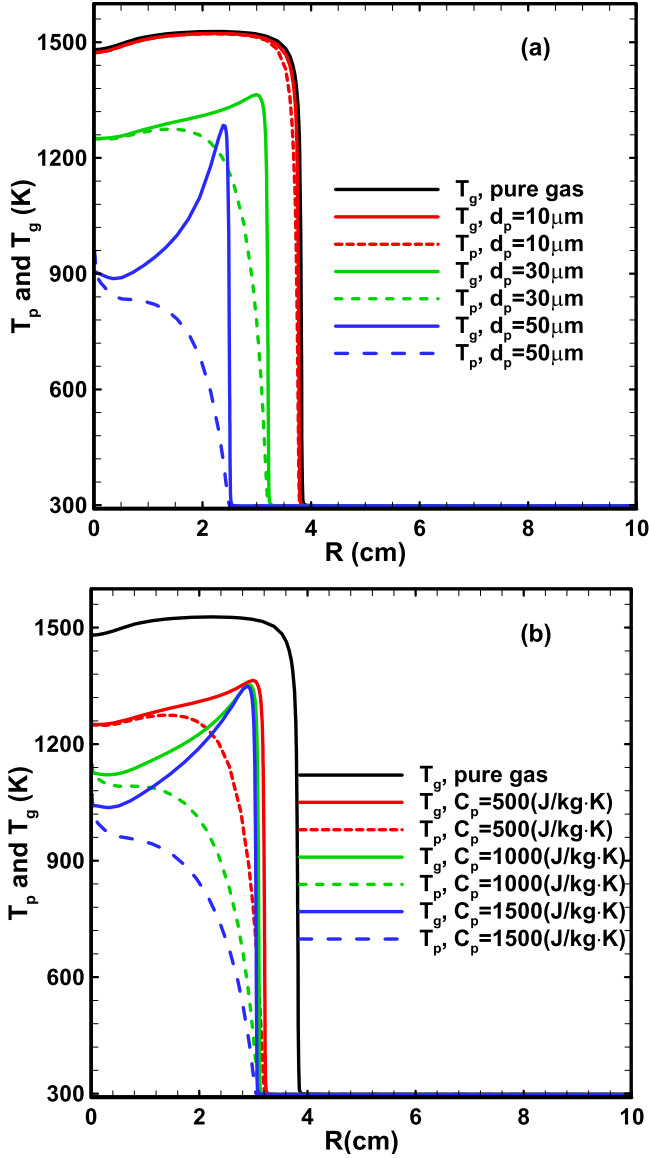 (a)
1500
1200
900
600
300
T_p and T_g (K)
T_g, pure gas
T_g, d_p=10μm
T_p, d_p=10μm
T_g, d_p=30μm
T_p, d_p=30μm
T_g, d_p=50μm
T_p, d_p=50μm
0 2 4 6 8 10
R (cm)
(b)
1500
1200
900
600
300
T_p and T_g (K)
T_g, pure gas
T_g, C_p=500(J/kg·K)
T_p, C_p=500(J/kg·K)
T_g, C_p=1000(J/kg·K)
T_p, C_p=1000(J/kg·K)
T_g, C_p=1500(J/kg·K)
T_p, C_p=1500(J/kg·K)
0 2 4 6 8 10
R(cm)